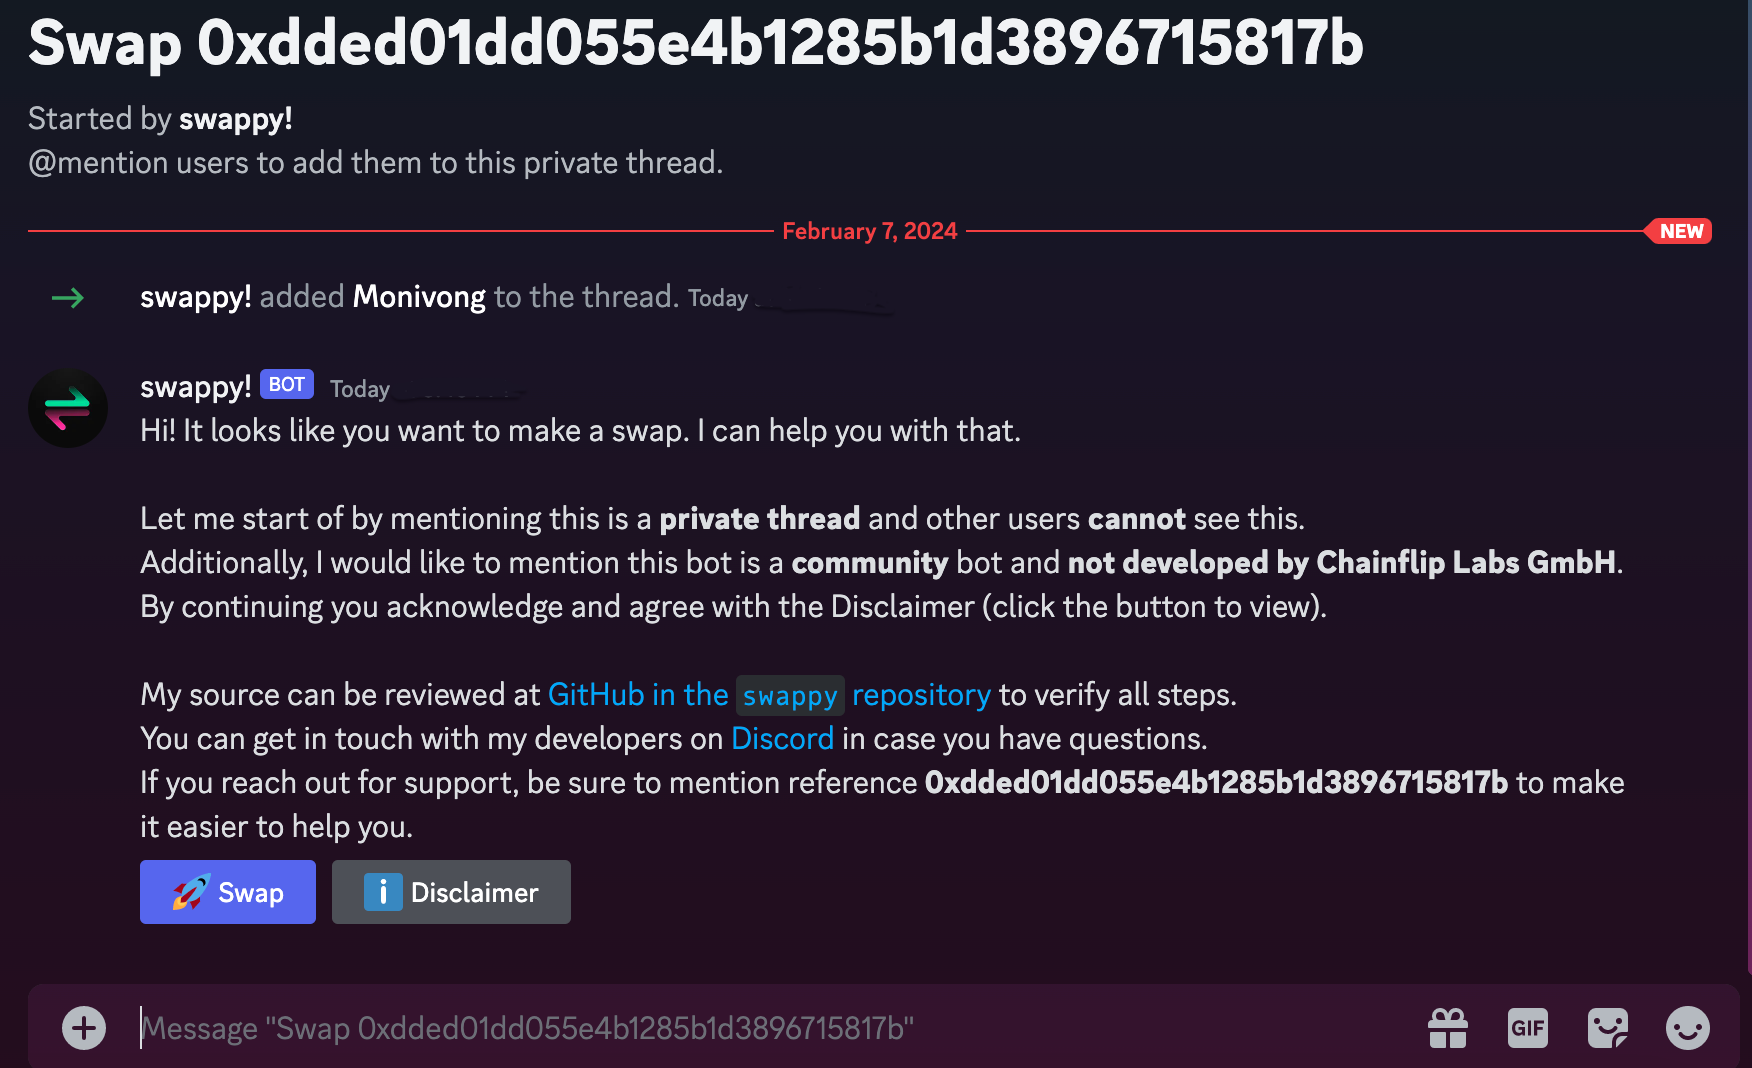 Swap 0xdded01dd055e4b1285b1d3896715817b
Started by swappy!
@mention users to add them to this private thread.
February 7, 2024
NEW
swappy! added Monivong to the thread. Today
swappy! BOT Today
Hi! It looks like you want to make a swap. I can help you with that.
Let me start of by mentioning this is a private thread and other users cannot see this.
Additionally, I would like to mention this bot is a community bot and not developed by Chainflip Labs GmbH.
By continuing you acknowledge and agree with the Disclaimer (click the button to view).
My source can be reviewed at GitHub in the swappy repository to verify all steps.
You can get in touch with my developers on Discord in case you have questions.
If you reach out for support, be sure to mention reference 0xdded01dd055e4b1285b1d3896715817b to make
it easier to help you.
Swap
Disclaimer
Message "Swap 0xdded01dd055e4b1285b1d3896715817b"
GIF